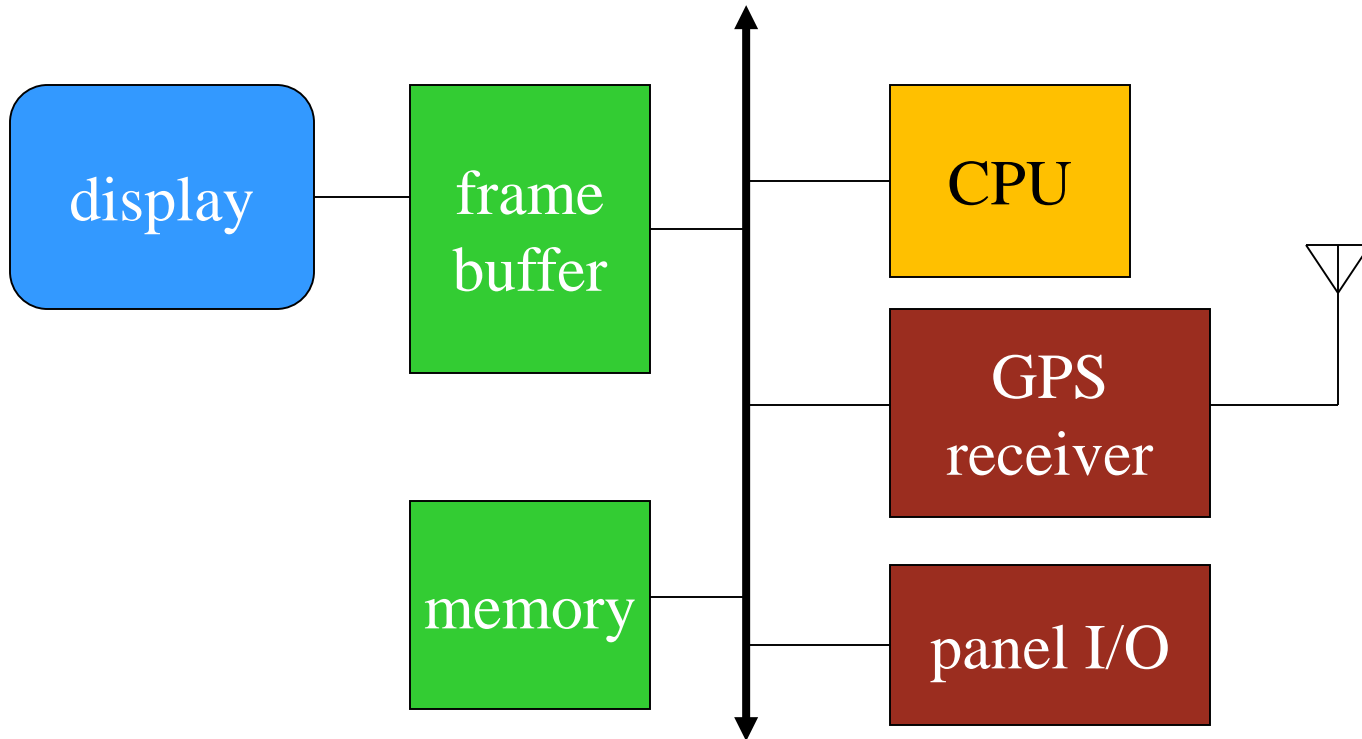 display
frame
buffer
CPU
GPS
receiver
memory
panel I/O